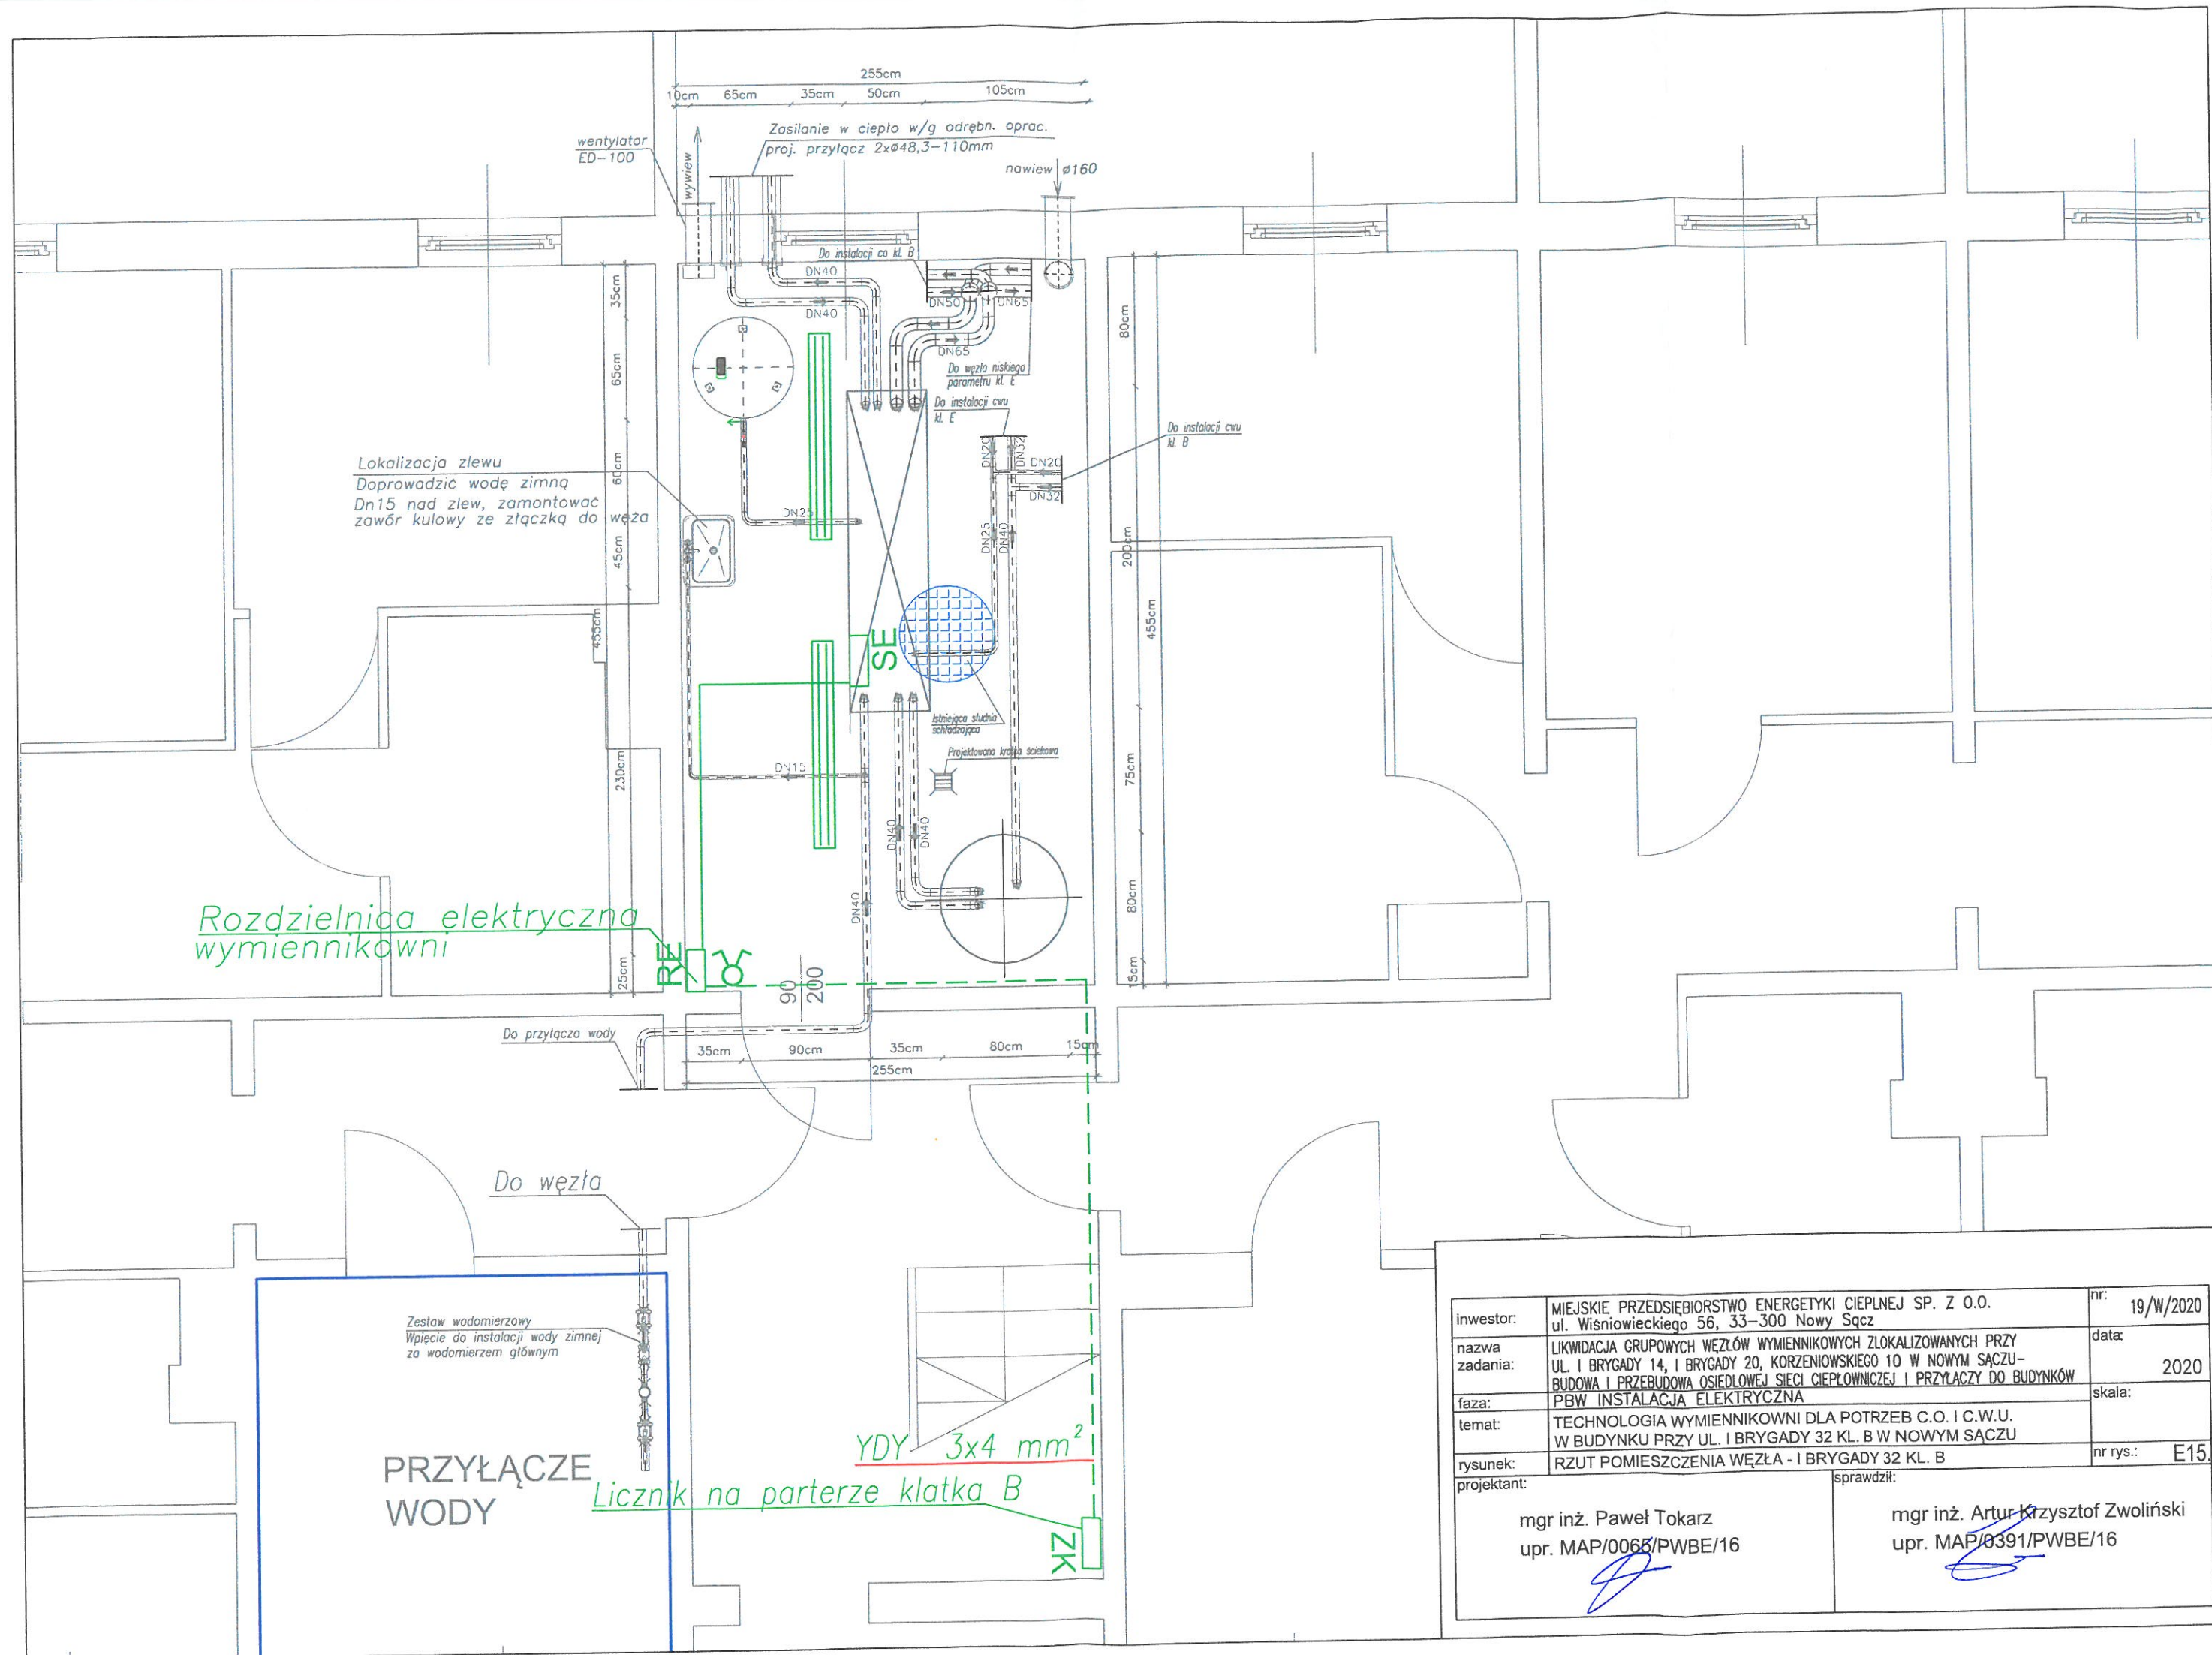 255cm
10cm 65cm 35cm 50cm 105cm
wentylator
ED-100
wywiew
Zasilanie w ciepło w/g odrębn. oprac.
proj. przyłącz 2xø48,3-110mm
nawiew ø160
Do instalacji co kl. B
DN40
DN40
DN50
DN65
DN65
Do węzła niskiego
parametru kl. E
Do instalacji cwu
kl. E
Do instalacji cwu
kl. B
DN20
DN32
DN20
DN32
DN25
DN40
35cm
65cm
60cm
45cm
455cm
230cm
25cm
80cm
200cm
455cm
75cm
80cm
15cm
Lokalizacja zlewu
Doprowadzić wodę zimną
Dn15 nad zlew, zamontować
zawór kulowy ze złączką do węża
DN25
SE
Istniejąca studnia
schładzająca
Projektowana kratka ściekowa
DN15
DN40
DN40
DN40
Rozdzielnica elektryczna
wymiennikowni
RE
90
200
Do przyłącza wody
35cm 90cm 35cm 80cm 15cm
255cm
Do węzła
Zestaw wodomierzowy
Wpięcie do instalacji wody zimnej
za wodomierzem głównym
PRZYŁĄCZE
WODY
YDY 3x4 mm²
Licznik na parterze klatka B
ZK
inwestor: MIEJSKIE PRZEDSIĘBIORSTWO ENERGETYKI CIEPLNEJ SP. Z O.O.
ul. Wiśniowieckiego 56, 33-300 Nowy Sącz
nr: 19/W/2020
nazwa zadania: LIKWIDACJA GRUPOWYCH WĘZŁÓW WYMIENNIKOWYCH ZLOKALIZOWANYCH PRZY
UL. I BRYGADY 14, I BRYGADY 20, KORZENIOWSKIEGO 10 W NOWYM SĄCZU-
BUDOWA I PRZEBUDOWA OSIEDLOWEJ SIECI CIEPŁOWNICZEJ I PRZYŁĄCZY DO BUDYNKÓW
data: 2020
faza: PBW INSTALACJA ELEKTRYCZNA
skala:
temat: TECHNOLOGIA WYMIENNIKOWNI DLA POTRZEB C.O. I C.W.U.
W BUDYNKU PRZY UL. I BRYGADY 32 KL. B W NOWYM SĄCZU
rysunek: RZUT POMIESZCZENIA WĘZŁA - I BRYGADY 32 KL. B
nr rys.: E15.
projektant:
mgr inż. Paweł Tokarz
upr. MAP/0065/PWBE/16
sprawdził:
mgr inż. Artur Krzysztof Zwoliński
upr. MAP/0391/PWBE/16